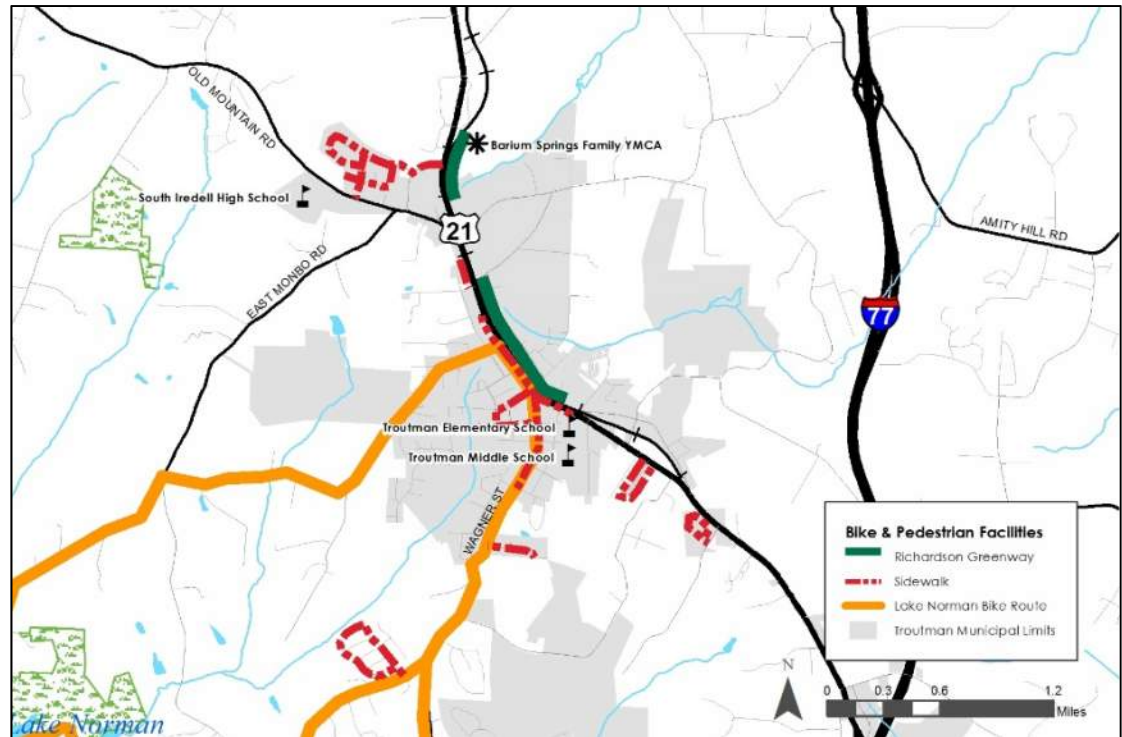 OLD MOUNTAIN RD
Barium Springs Family YMCA
South Iredell High School
21
AMITY HILL RD
EAST MONBO RD
77
Troutman Elementary School
Troutman Middle School
WAGNER ST
Bike & Pedestrian Facilities
Richardson Greenway
Sidewalk
Lake Norman Bike Route
Troutman Municipal Limits
N
0 0.3 0.6 1.2
Miles
Lake Norman